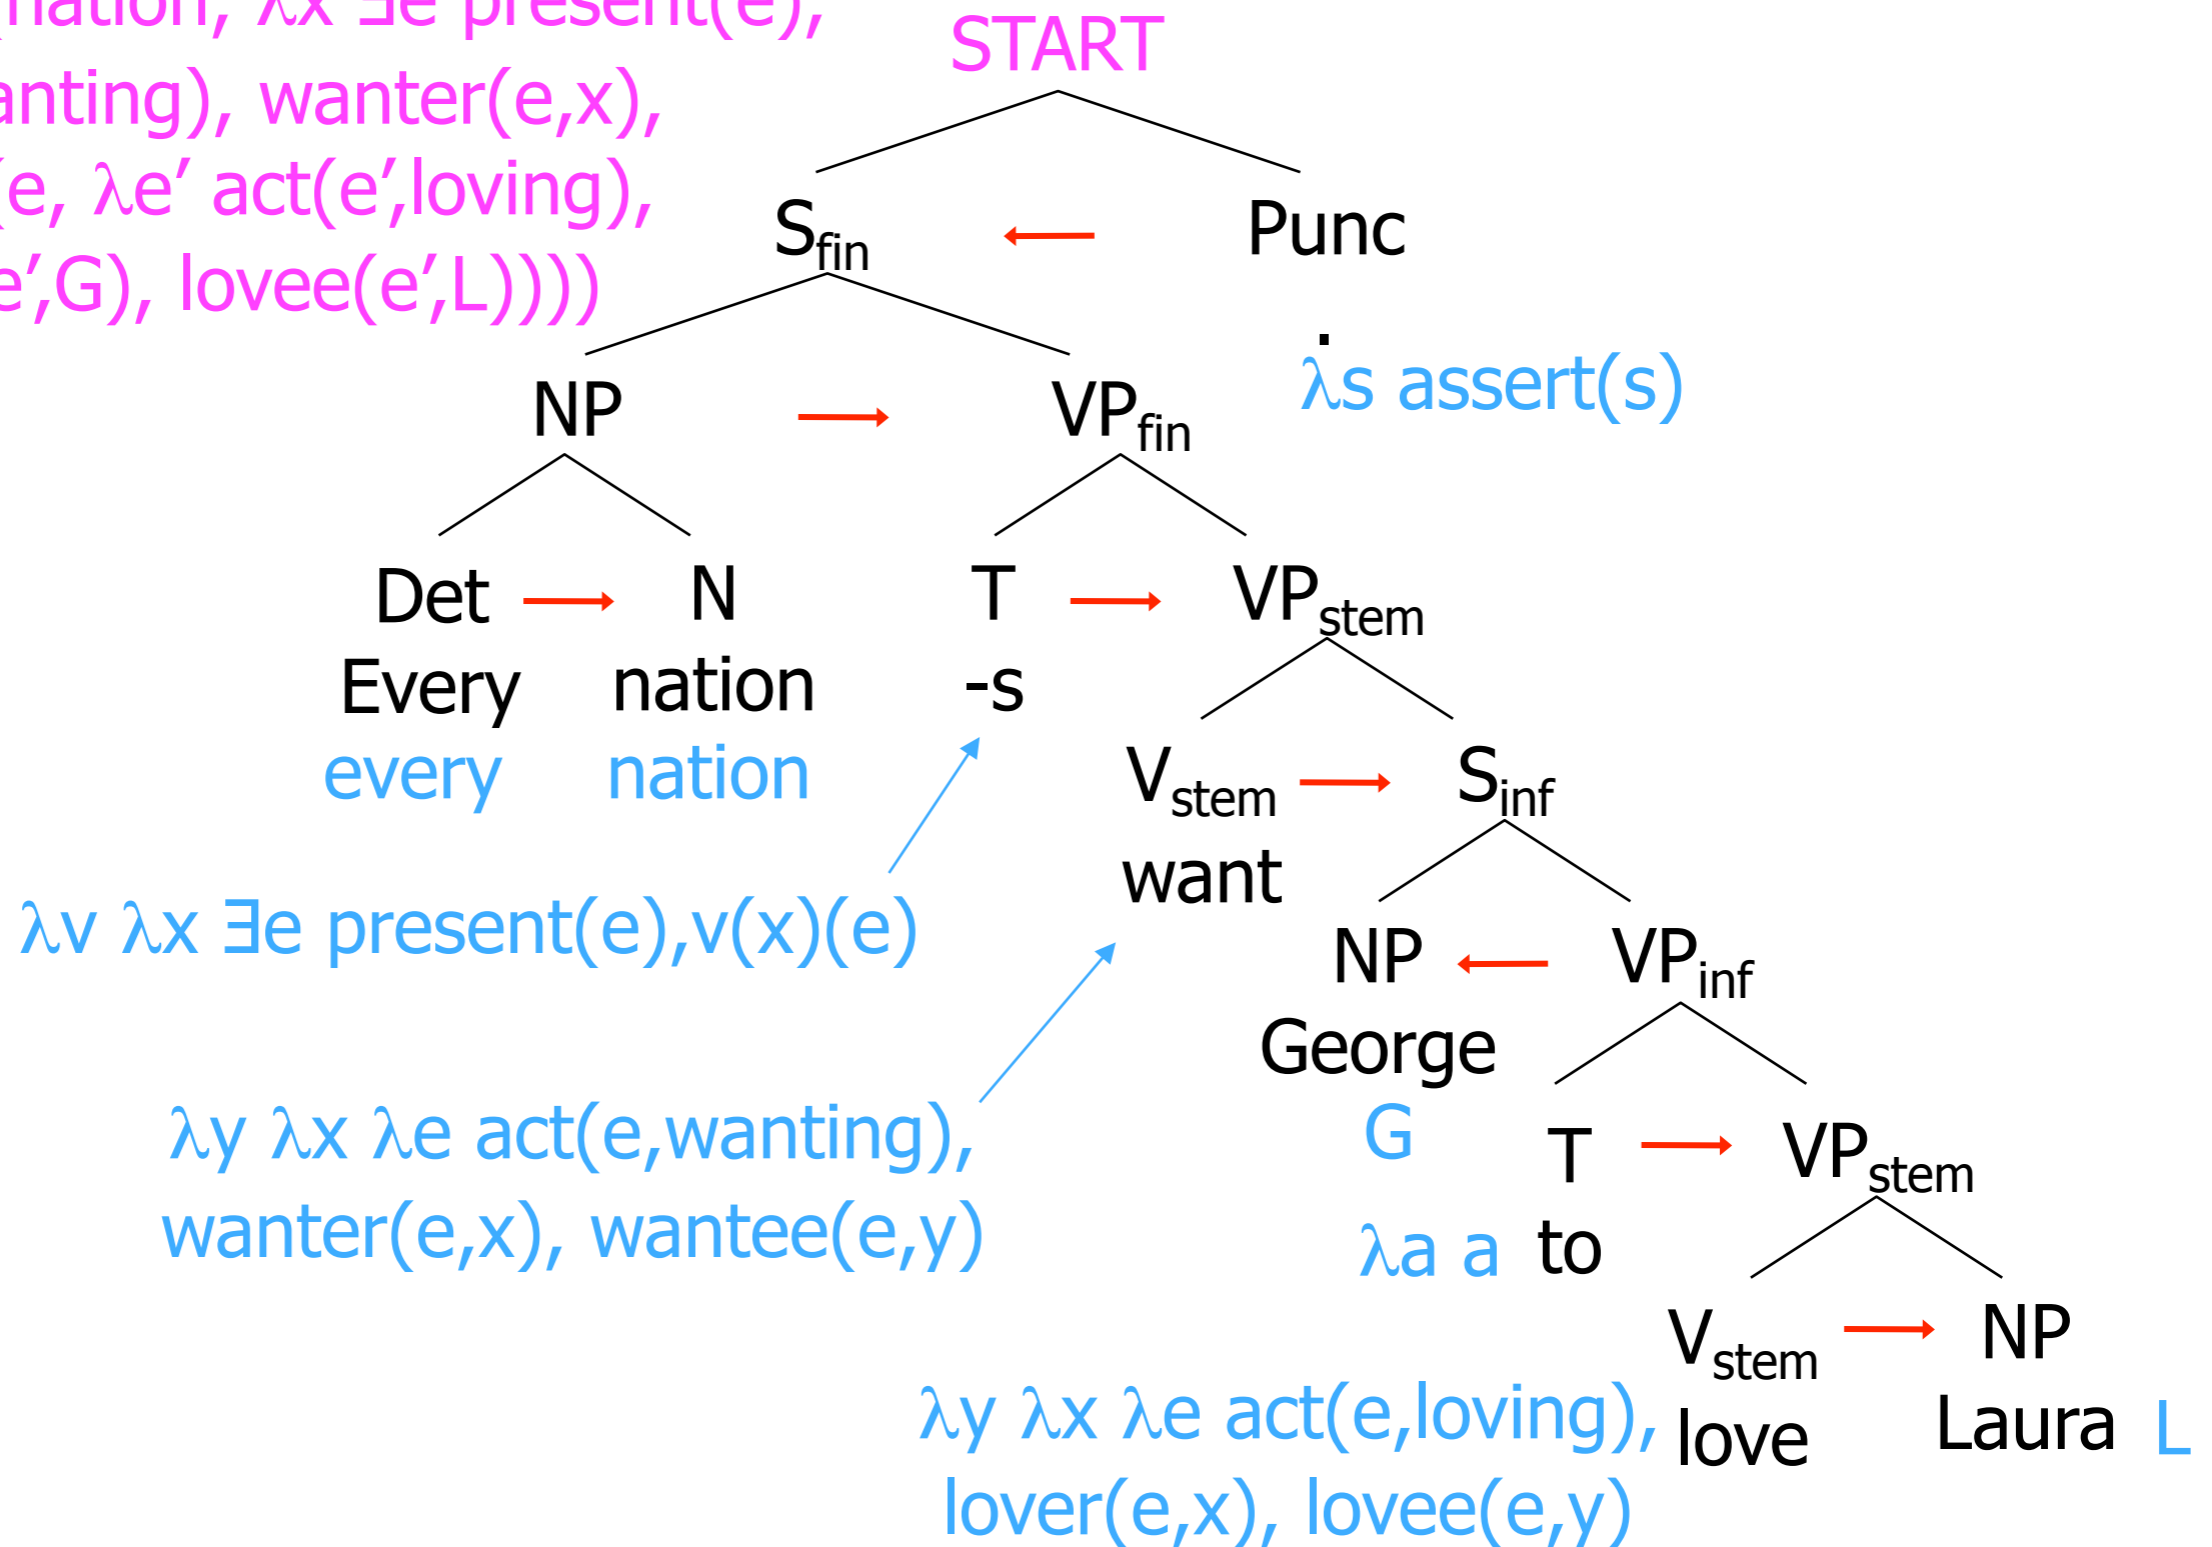 nation, λx ∃e present(e),
START
anting), wanter(e,x),
(e, λe’ act(e’,loving),
Sfin
Punc
e’,G), lovee(e’,L))))
.
λs assert(s)
NP
VPfin
Det
N
T
VPstem
Every
nation
-s
every
nation
Vstem
Sinf
want
λv λx ∃e present(e),v(x)(e)
NP
VPinf
George
λy λx λe act(e,wanting),
G
T
VPstem
wanter(e,x), wantee(e,y)
λa a
to
Vstem
NP
λy λx λe act(e,loving),
love
Laura
L
lover(e,x), lovee(e,y)